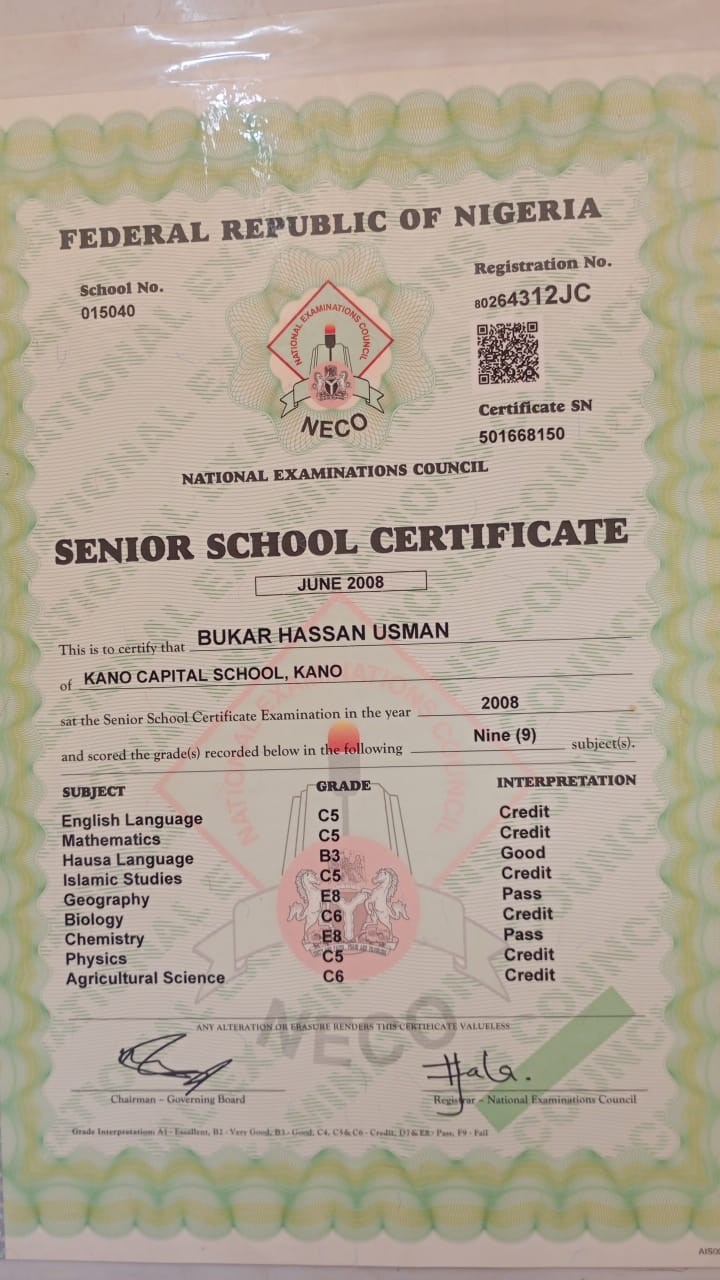 FEDERAL REPUBLIC OF NIGERIA
School No.
015040
Registration No.
80264312JC
NATIONAL EXAMINATIONS COUNCIL
NECO
Certificate SN
501668150
NATIONAL EXAMINATIONS COUNCIL
SENIOR SCHOOL CERTIFICATE
JUNE 2008
This is to certify that BUKAR HASSAN USMAN
of KANO CAPITAL SCHOOL, KANO
sat the Senior School Certificate Examination in the year 2008
and scored the grade(s) recorded below in the following Nine (9) subject(s).
SUBJECT GRADE INTERPRETATION
English Language C5 Credit
Mathematics C5 Credit
Hausa Language B3 Good
Islamic Studies C5 Credit
Geography E8 Pass
Biology C6 Credit
Chemistry E8 Pass
Physics C5 Credit
Agricultural Science C6 Credit
NECO
ANY ALTERATION OR ERASURE RENDERS THIS CERTIFICATE VALUELESS
Chairman - Governing Board
Registrar - National Examinations Council
Grade Interpretation: A1 - Excellent, B2 - Very Good, B3 - Good, C4, C5 & C6 - Credit, D7 & E8 - Pass, F9 - Fail